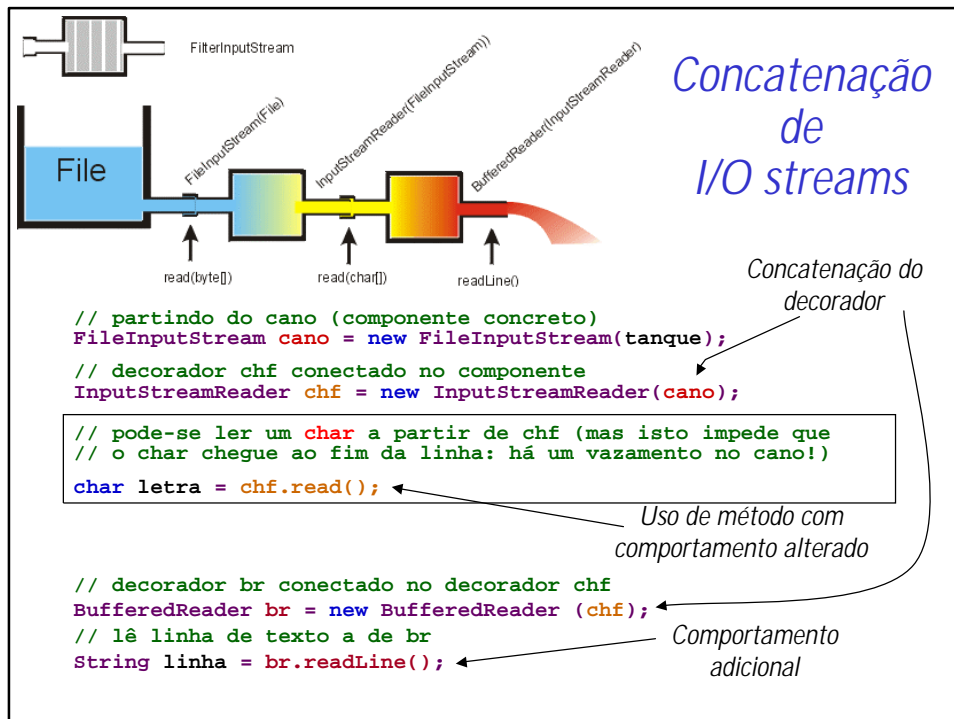 FilterInputStream
Concatenação
de
I/O streams
File
FileInputStream(File)
InputStreamReader(FileInputStream))
BufferedReader(InputStreamReader)
read(byte[])
read(char[])
readLine()
Concatenação do
decorador
// partindo do cano (componente concreto)
FileInputStream cano = new FileInputStream(tanque);
// decorador chf conectado no componente
InputStreamReader chf = new InputStreamReader(cano);
// pode-se ler um char a partir de chf (mas isto impede que
// o char chegue ao fim da linha: há um vazamento no cano!)
char letra = chf.read();
Uso de método com
comportamento alterado
// decorador br conectado no decorador chf
BufferedReader br = new BufferedReader (chf);
// lê linha de texto a de br
String linha = br.readLine();
Comportamento
adicional